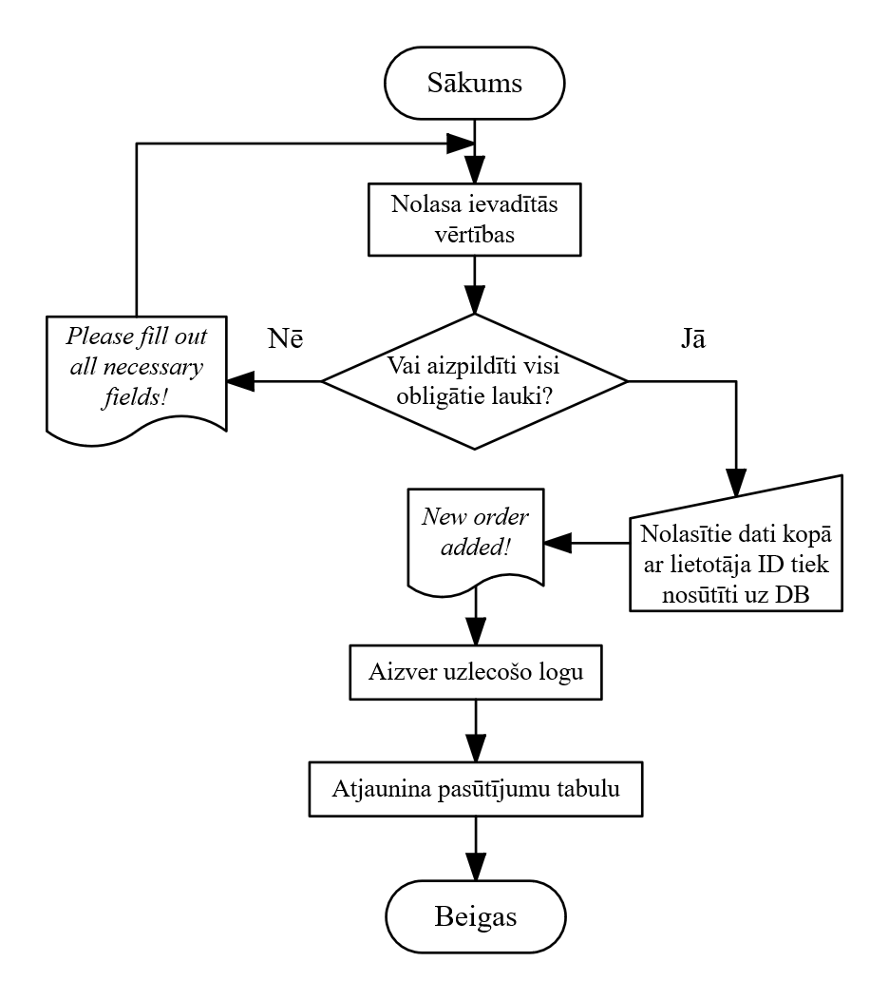 Sākums
Nolasa ievadītās
vērtības
Vai aizpildīti visi
obligātie lauki?
Nē
Please fill out
all necessary
fields!
Jā
Nolasītie dati kopā
ar lietotāja ID tiek
nosūtīti uz DB
New order
added!
Aizver uzlecošo logu
Atjaunina pasūtījumu tabulu
Beigas